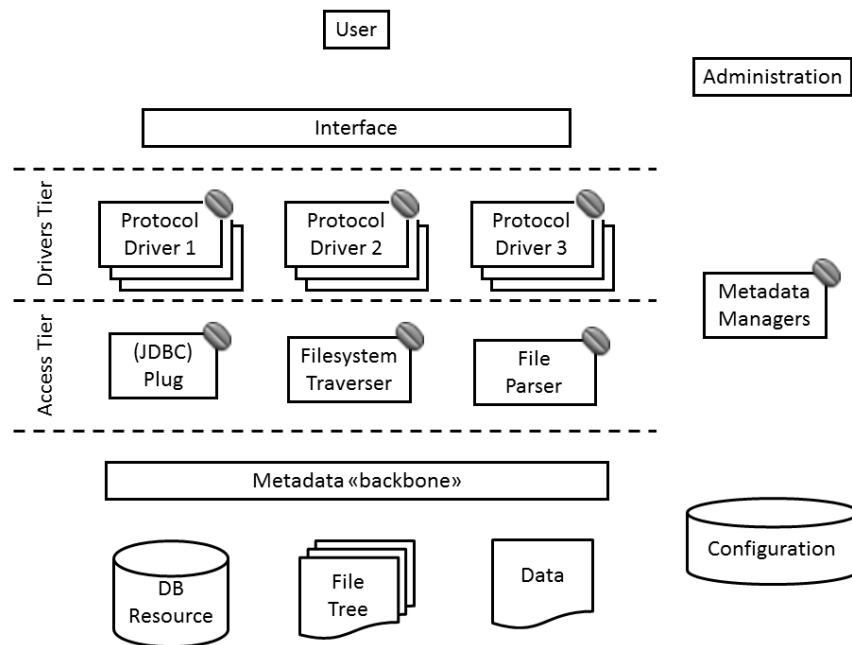 User
Administration
Interface
Drivers Tier
Protocol
Driver 1
Protocol
Driver 2
Protocol
Driver 3
Metadata
Managers
Access Tier
(JDBC)
Plug
Filesystem
Traverser
File
Parser
Metadata «backbone»
Configuration
DB
Resource
File
Tree
Data